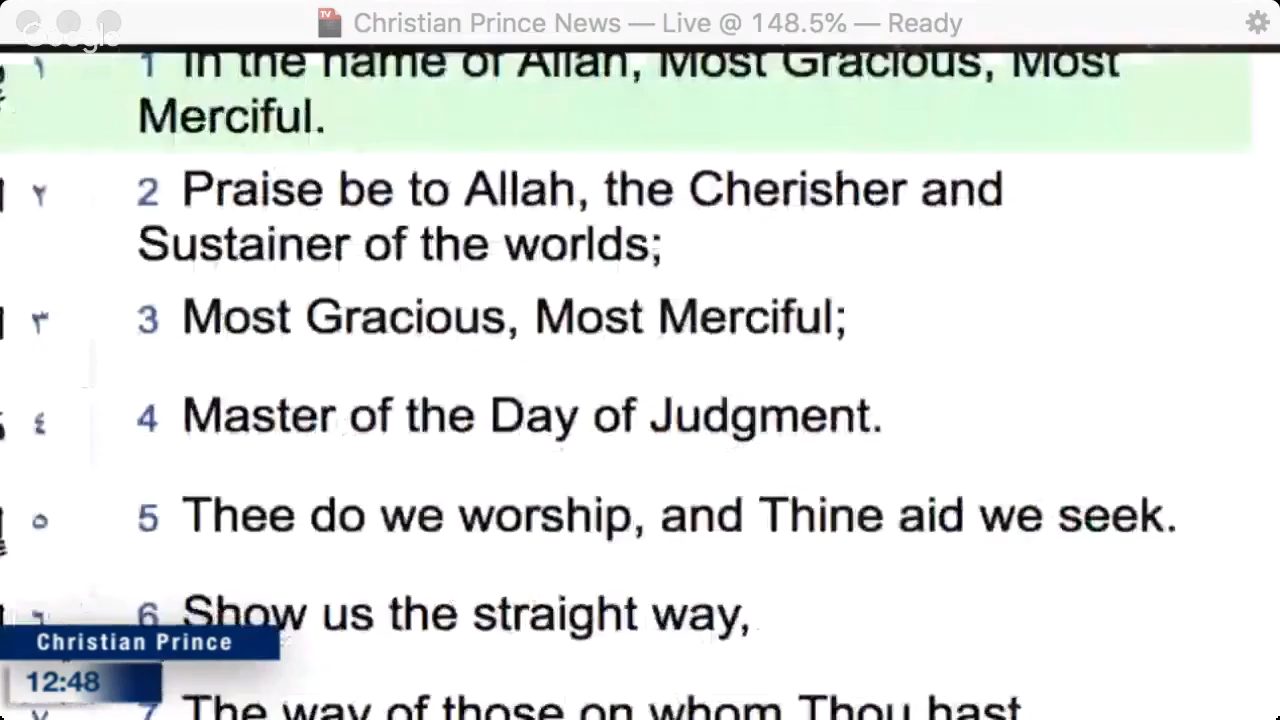 Christian Prince News — Live @ 148.5% — Ready
Google
١ 1 In the name of Allah, Most Gracious, Most
Merciful.
٢ 2 Praise be to Allah, the Cherisher and
Sustainer of the worlds;
٣ 3 Most Gracious, Most Merciful;
٤ 4 Master of the Day of Judgment.
٥ 5 Thee do we worship, and Thine aid we seek.
6 Show us the straight way,
Christian Prince
12:48
٧ 7 The way of those on whom Thou hast